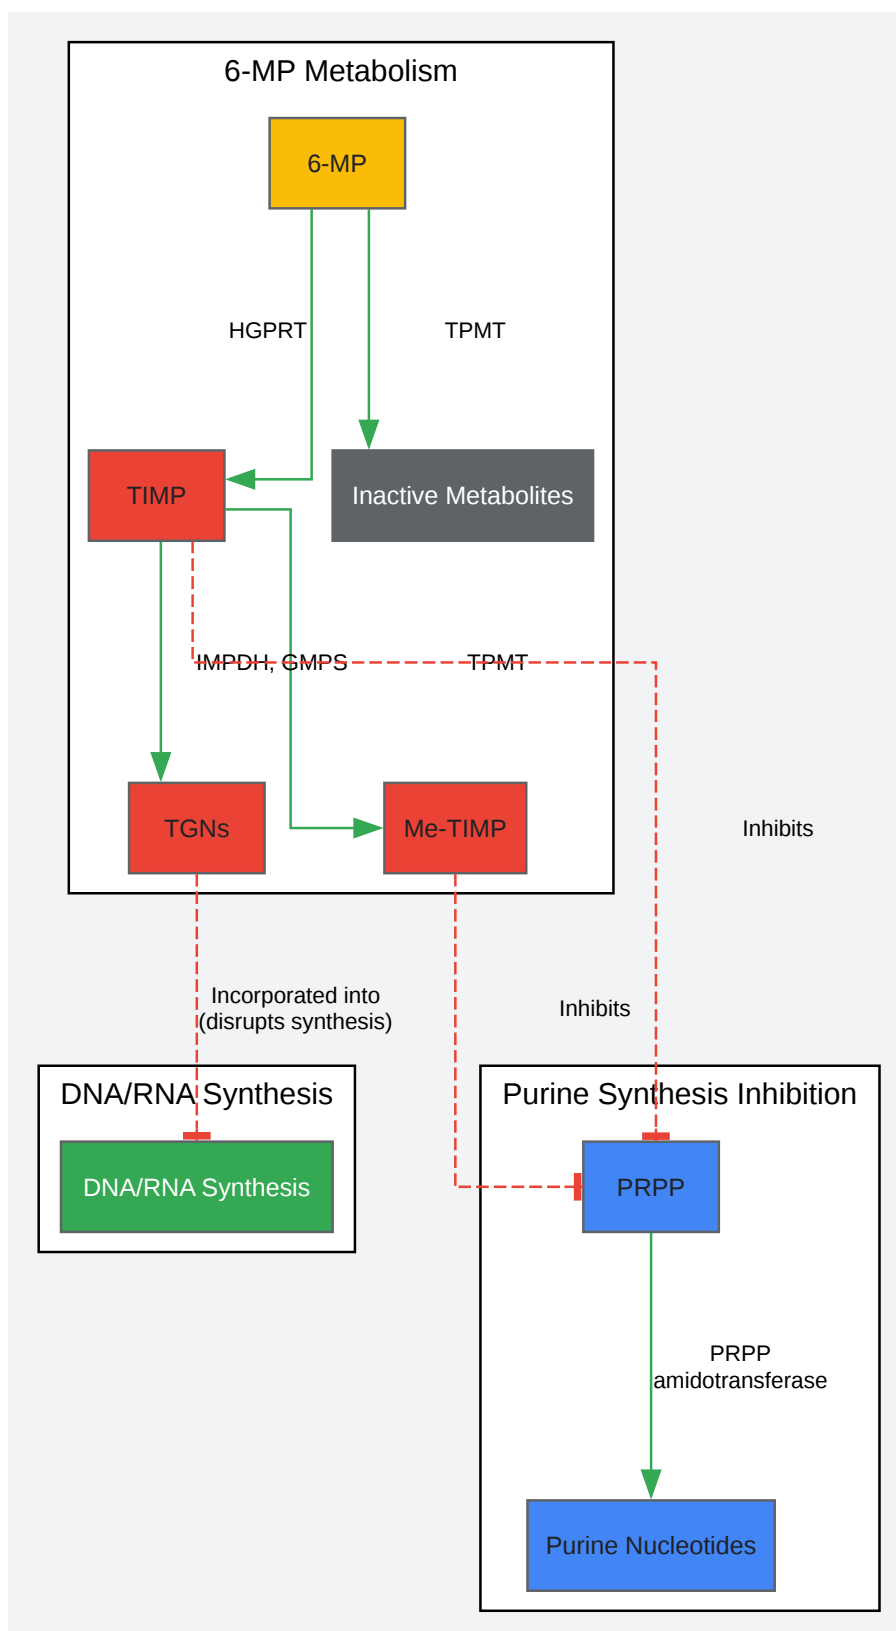 6-MP Metabolism
6-MP
HGPRT
TPMT
TIMP
Inactive Metabolites
IMPDH, GMPS
TPMT
TGNs
Me-TIMP
Inhibits
Incorporated into
(disrupts synthesis)
Inhibits
DNA/RNA Synthesis
DNA/RNA Synthesis
Purine Synthesis Inhibition
PRPP
PRPP
amidotransferase
Purine Nucleotides